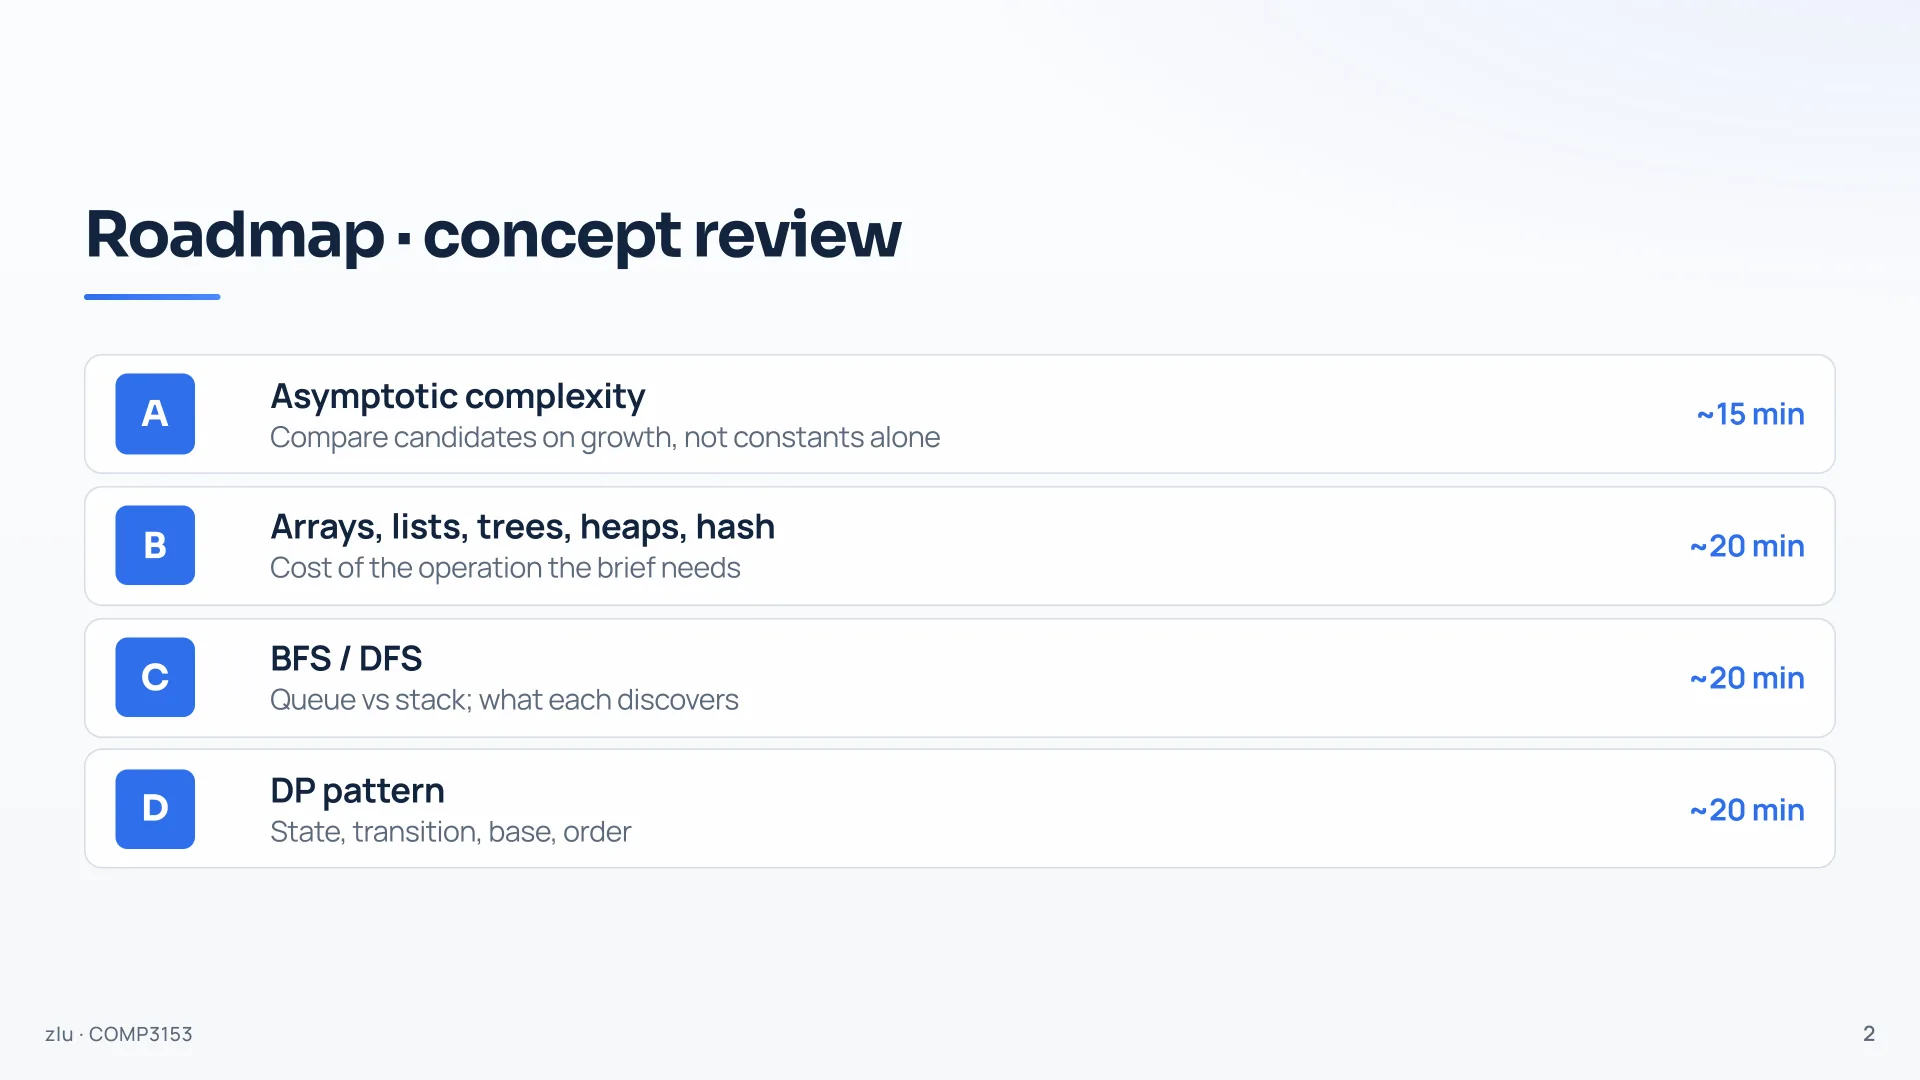 Roadmap · concept review
A
Asymptotic complexity
Compare candidates on growth, not constants alone
~15 min
B
Arrays, lists, trees, heaps, hash
Cost of the operation the brief needs
~20 min
C
BFS / DFS
Queue vs stack; what each discovers
~20 min
D
DP pattern
State, transition, base, order
~20 min
zlu · COMP3153
2